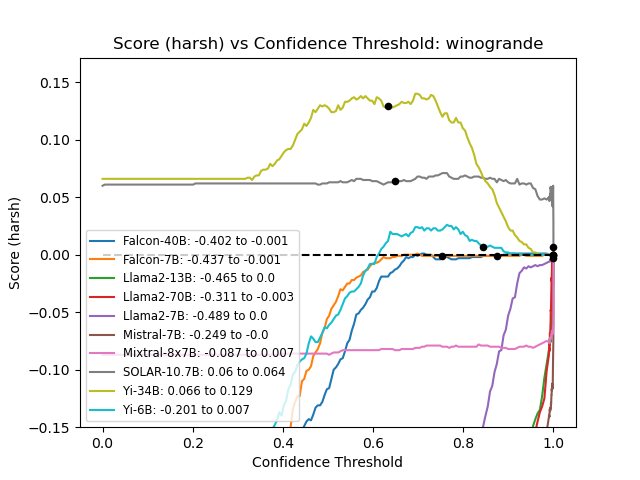 Score (harsh) vs Confidence Threshold: winogrande
0.15
0.10
0.05
0.00
−0.05
−0.10
−0.15
Score (harsh)
Falcon-40B: -0.402 to -0.001
Falcon-7B: -0.437 to -0.001
Llama2-13B: -0.465 to 0.0
Llama2-70B: -0.311 to -0.003
Llama2-7B: -0.489 to 0.0
Mistral-7B: -0.249 to -0.0
Mixtral-8x7B: -0.087 to 0.007
SOLAR-10.7B: 0.06 to 0.064
Yi-34B: 0.066 to 0.129
Yi-6B: -0.201 to 0.007
0.0 0.2 0.4 0.6 0.8 1.0
Confidence Threshold